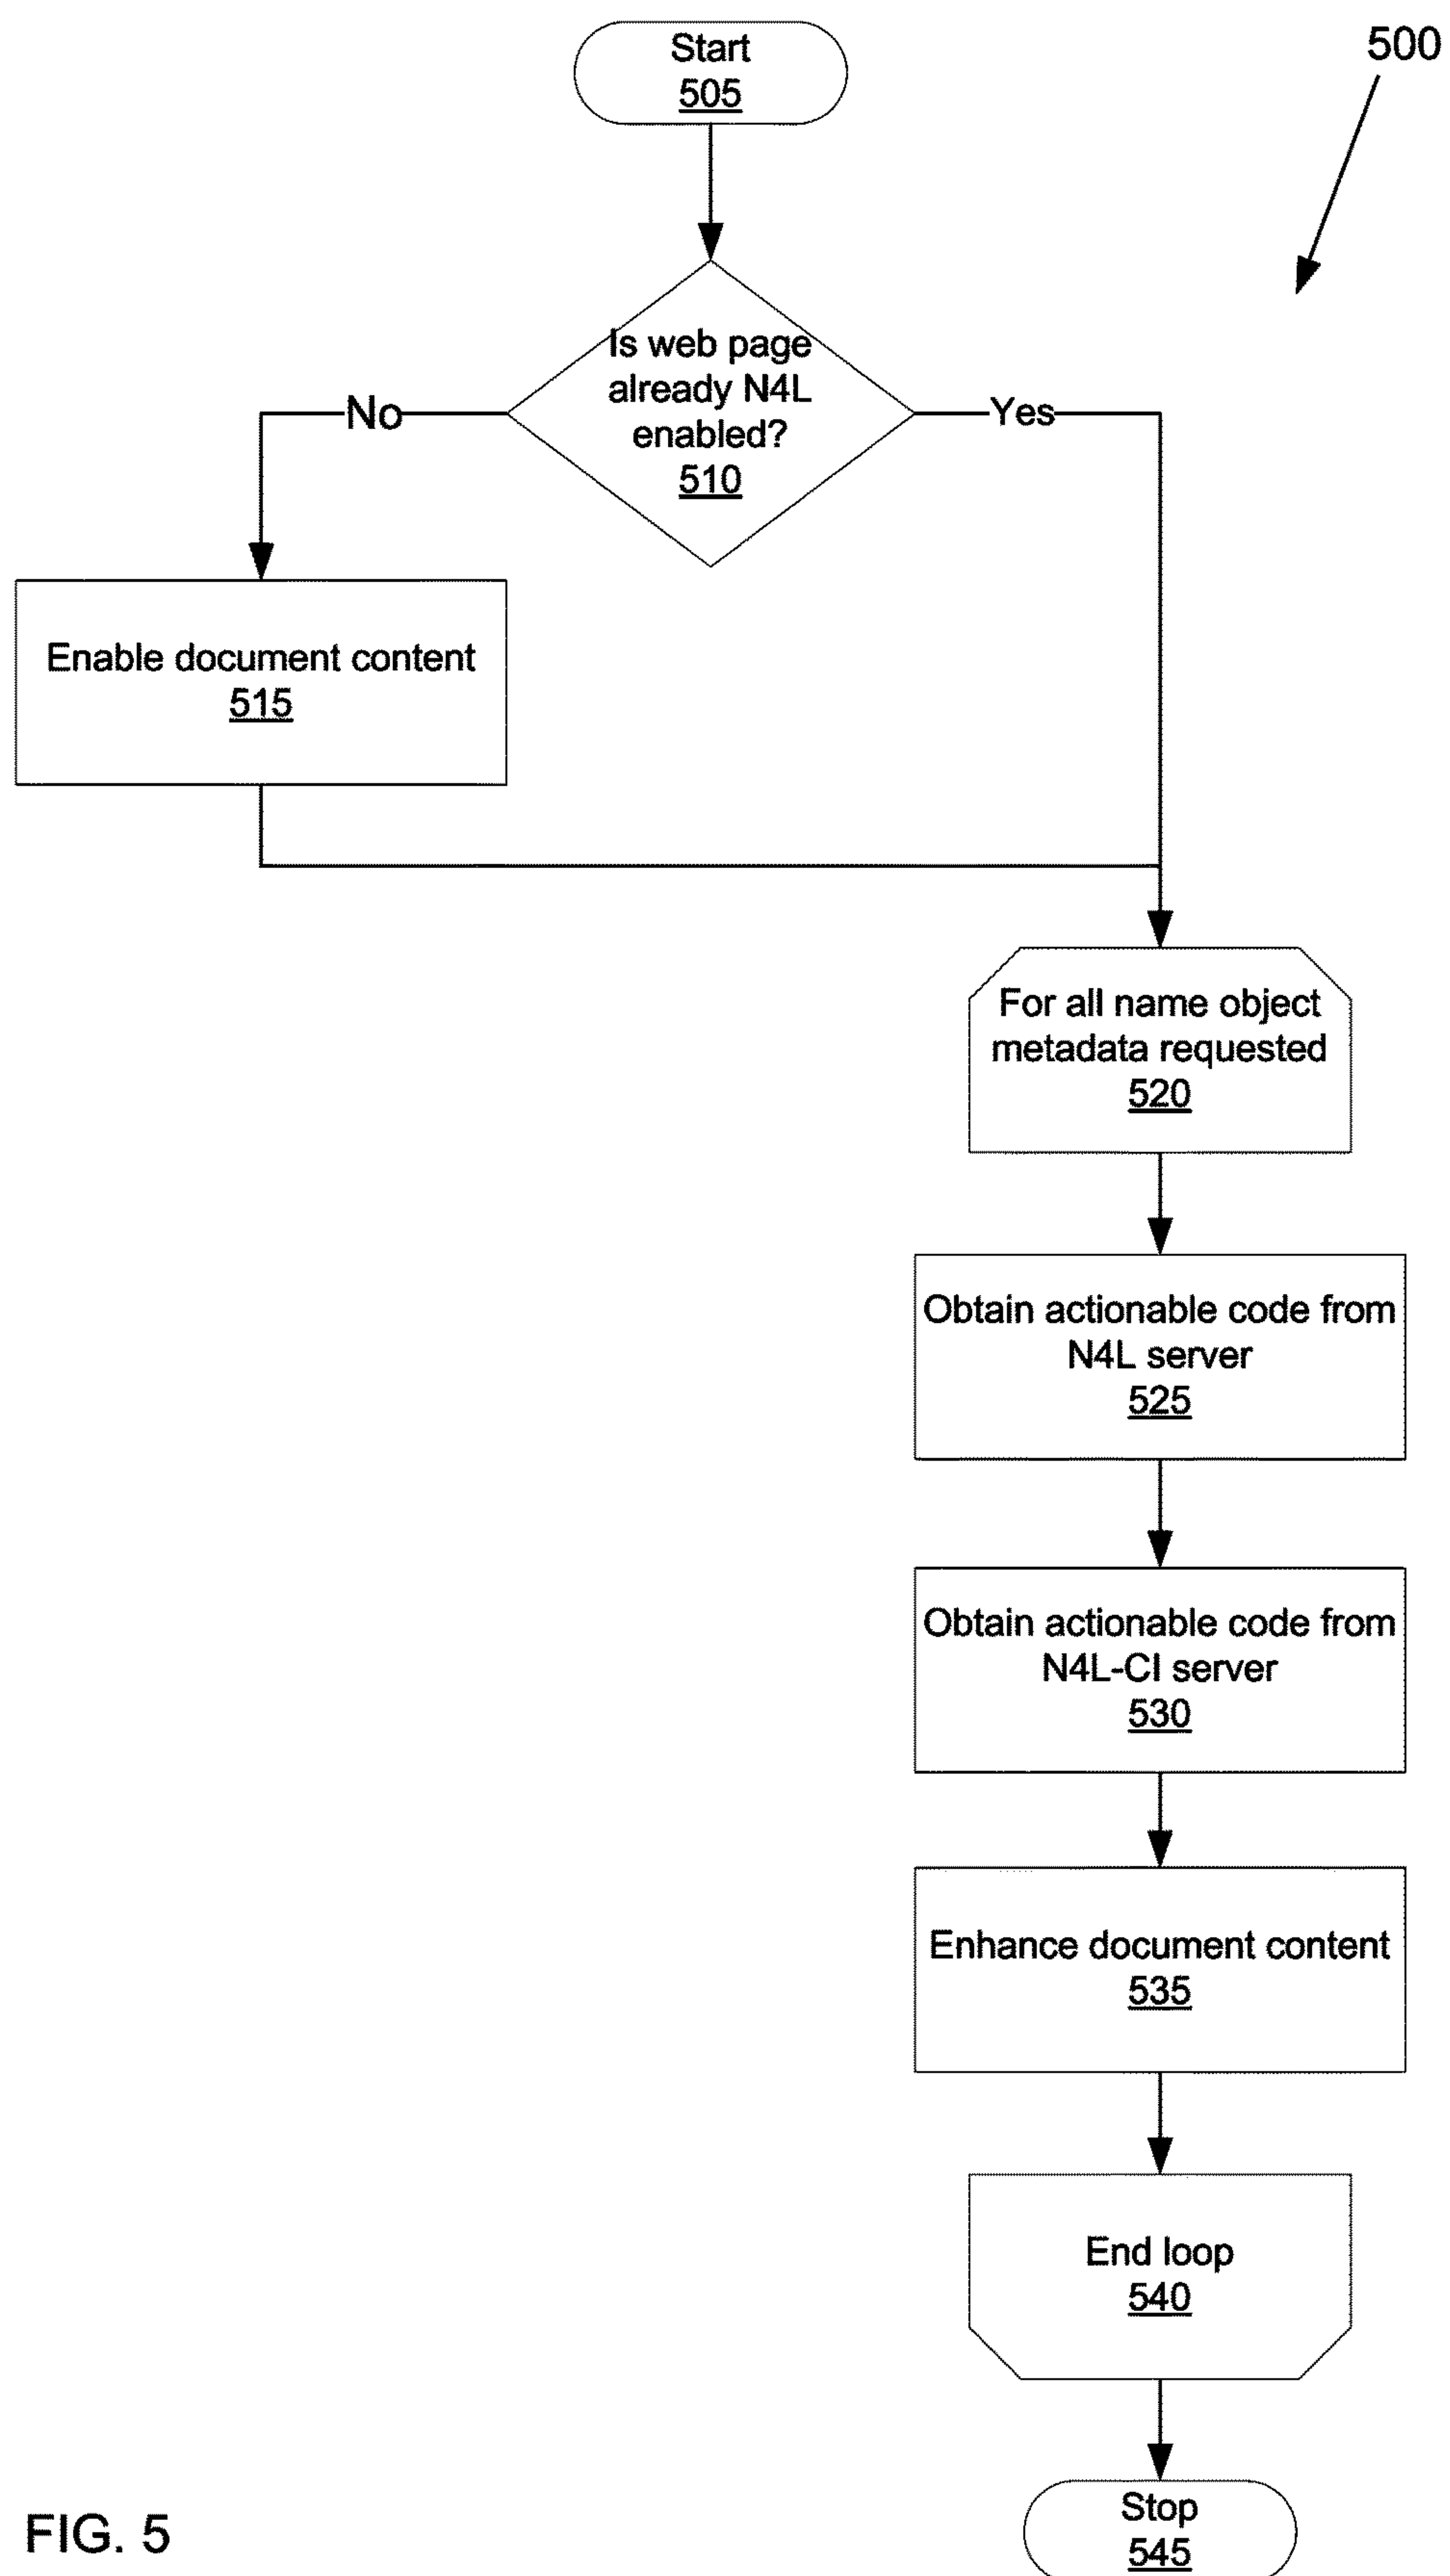 500
Start
505
Is web page
already N4L
enabled?
510
No
Yes
Enable document content
515
For all name object
metadata requested
520
Obtain actionable code from
N4L server
525
Obtain actionable code from
N4L-CI server
530
Enhance document content
535
End loop
540
Stop
545
FIG. 5